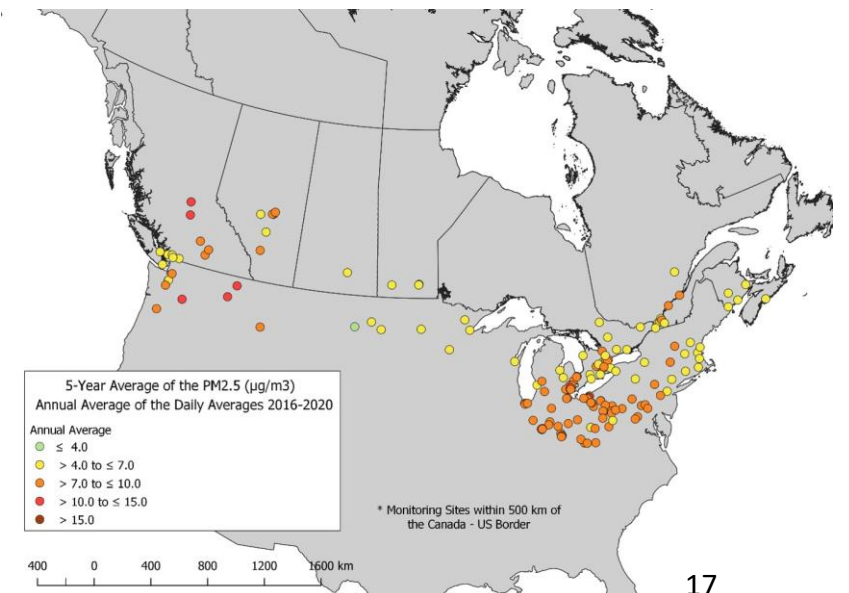 5-Year Average of the PM2.5 (µg/m3)
Annual Average of the Daily Averages 2016-2020
Annual Average
≤ 4.0
> 4.0 to ≤ 7.0
> 7.0 to ≤ 10.0
> 10.0 to ≤ 15.0
> 15.0
* Monitoring Sites within 500 km of
the Canada - US Border
400 0 400 800 1200 1600 km
17